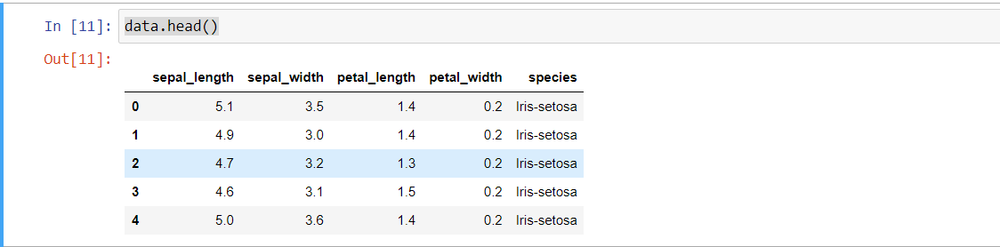 In [11]: data.head()
Out[11]:
sepal_length sepal_width petal_length petal_width species
0 5.1 3.5 1.4 0.2 Iris-setosa
1 4.9 3.0 1.4 0.2 Iris-setosa
2 4.7 3.2 1.3 0.2 Iris-setosa
3 4.6 3.1 1.5 0.2 Iris-setosa
4 5.0 3.6 1.4 0.2 Iris-setosa